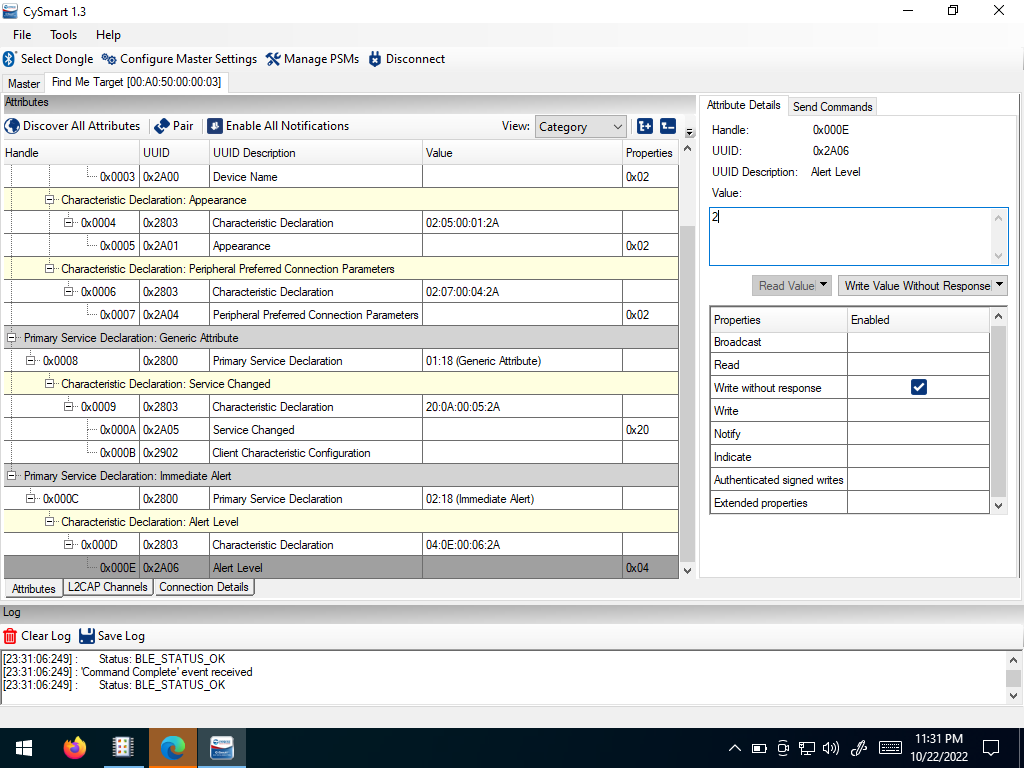 CySmart 1.3
File Tools Help
Select Dongle Configure Master Settings Manage PSMs Disconnect
Master Find Me Target [00:A0:50:00:00:03]
Attributes
Discover All Attributes Pair Enable All Notifications View: Category
Handle UUID UUID Description Value Properties
0x0003 0x2A00 Device Name 0x02
Characteristic Declaration: Appearance
0x0004 0x2803 Characteristic Declaration 02:05:00:01:2A
0x0005 0x2A01 Appearance 0x02
Characteristic Declaration: Peripheral Preferred Connection Parameters
0x0006 0x2803 Characteristic Declaration 02:07:00:04:2A
0x0007 0x2A04 Peripheral Preferred Connection Parameters 0x02
Primary Service Declaration: Generic Attribute
0x0008 0x2800 Primary Service Declaration 01:18 (Generic Attribute)
Characteristic Declaration: Service Changed
0x0009 0x2803 Characteristic Declaration 20:0A:00:05:2A
0x000A 0x2A05 Service Changed 0x20
0x000B 0x2902 Client Characteristic Configuration
Primary Service Declaration: Immediate Alert
0x000C 0x2800 Primary Service Declaration 02:18 (Immediate Alert)
Characteristic Declaration: Alert Level
0x000D 0x2803 Characteristic Declaration 04:0E:00:06:2A
0x000E 0x2A06 Alert Level 0x04
Attributes L2CAP Channels Connection Details
Attribute Details Send Commands
Handle: 0x000E
UUID: 0x2A06
UUID Description: Alert Level
Value:
2
Read Value Write Value Without Response
Properties Enabled
Broadcast
Read
Write without response
Write
Notify
Indicate
Authenticated signed writes
Extended properties
Log
Clear Log Save Log
[23:31:06:249] : Status: BLE_STATUS_OK
[23:31:06:249] : 'Command Complete' event received
[23:31:06:249] : Status: BLE_STATUS_OK
11:31 PM
10/22/2022